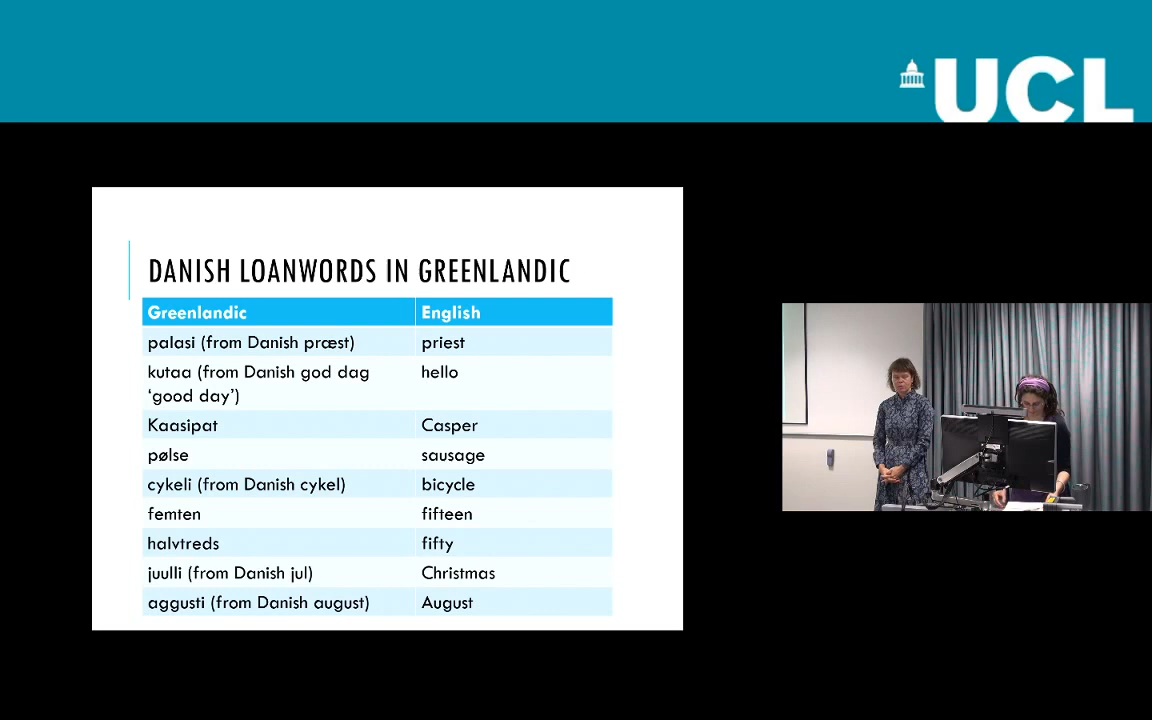 UCL
DANISH LOANWORDS IN GREENLANDIC
Greenlandic English
palasi (from Danish præst) priest
kutaa (from Danish god dag hello
‘good day’)
Kaasipat Casper
pølse sausage
cykeli (from Danish cykel) bicycle
femten fifteen
halvtreds fifty
juulli (from Danish jul) Christmas
aggusti (from Danish august) August